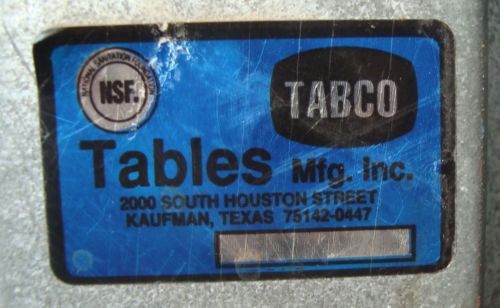 NATIONAL SANITATION FOUNDATION
NSF.
TABCO
Tables Mfg. Inc.
2000 SOUTH HOUSTON STREET
KAUFMAN, TEXAS 75142-0447